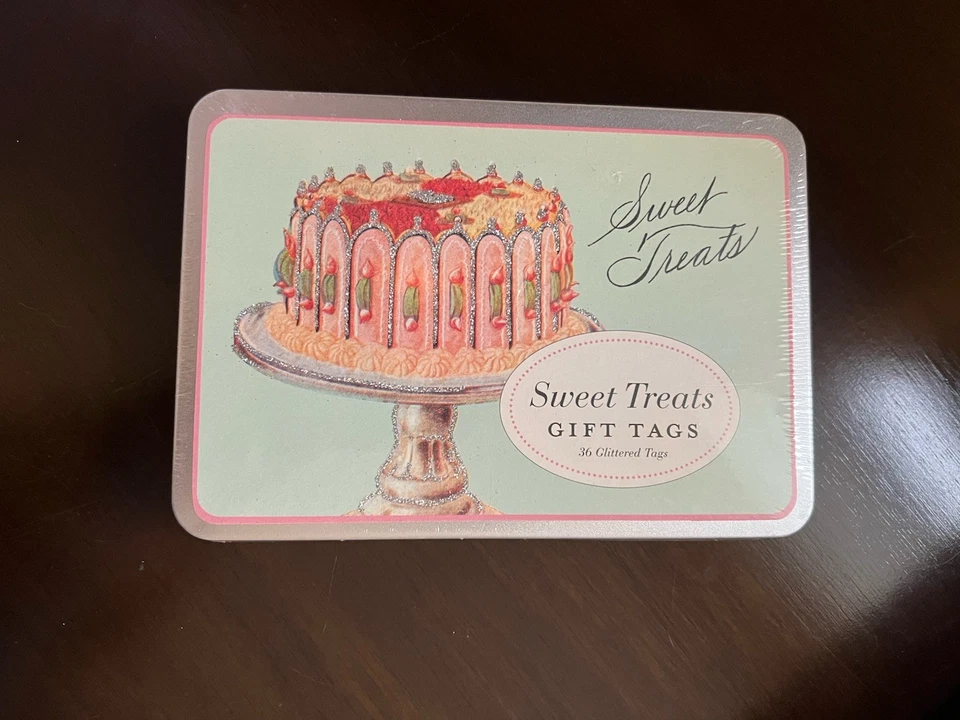 Sweet
Treats
Sweet Treats
GIFT TAGS
36 Glittered Tags